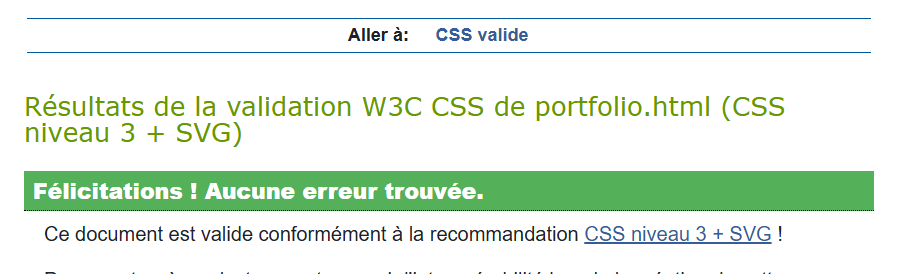 Aller à: CSS valide
Résultats de la validation W3C CSS de portfolio.html (CSS
niveau 3 + SVG)
Félicitations ! Aucune erreur trouvée.
Ce document est valide conformément à la recommandation CSS niveau 3 + SVG !